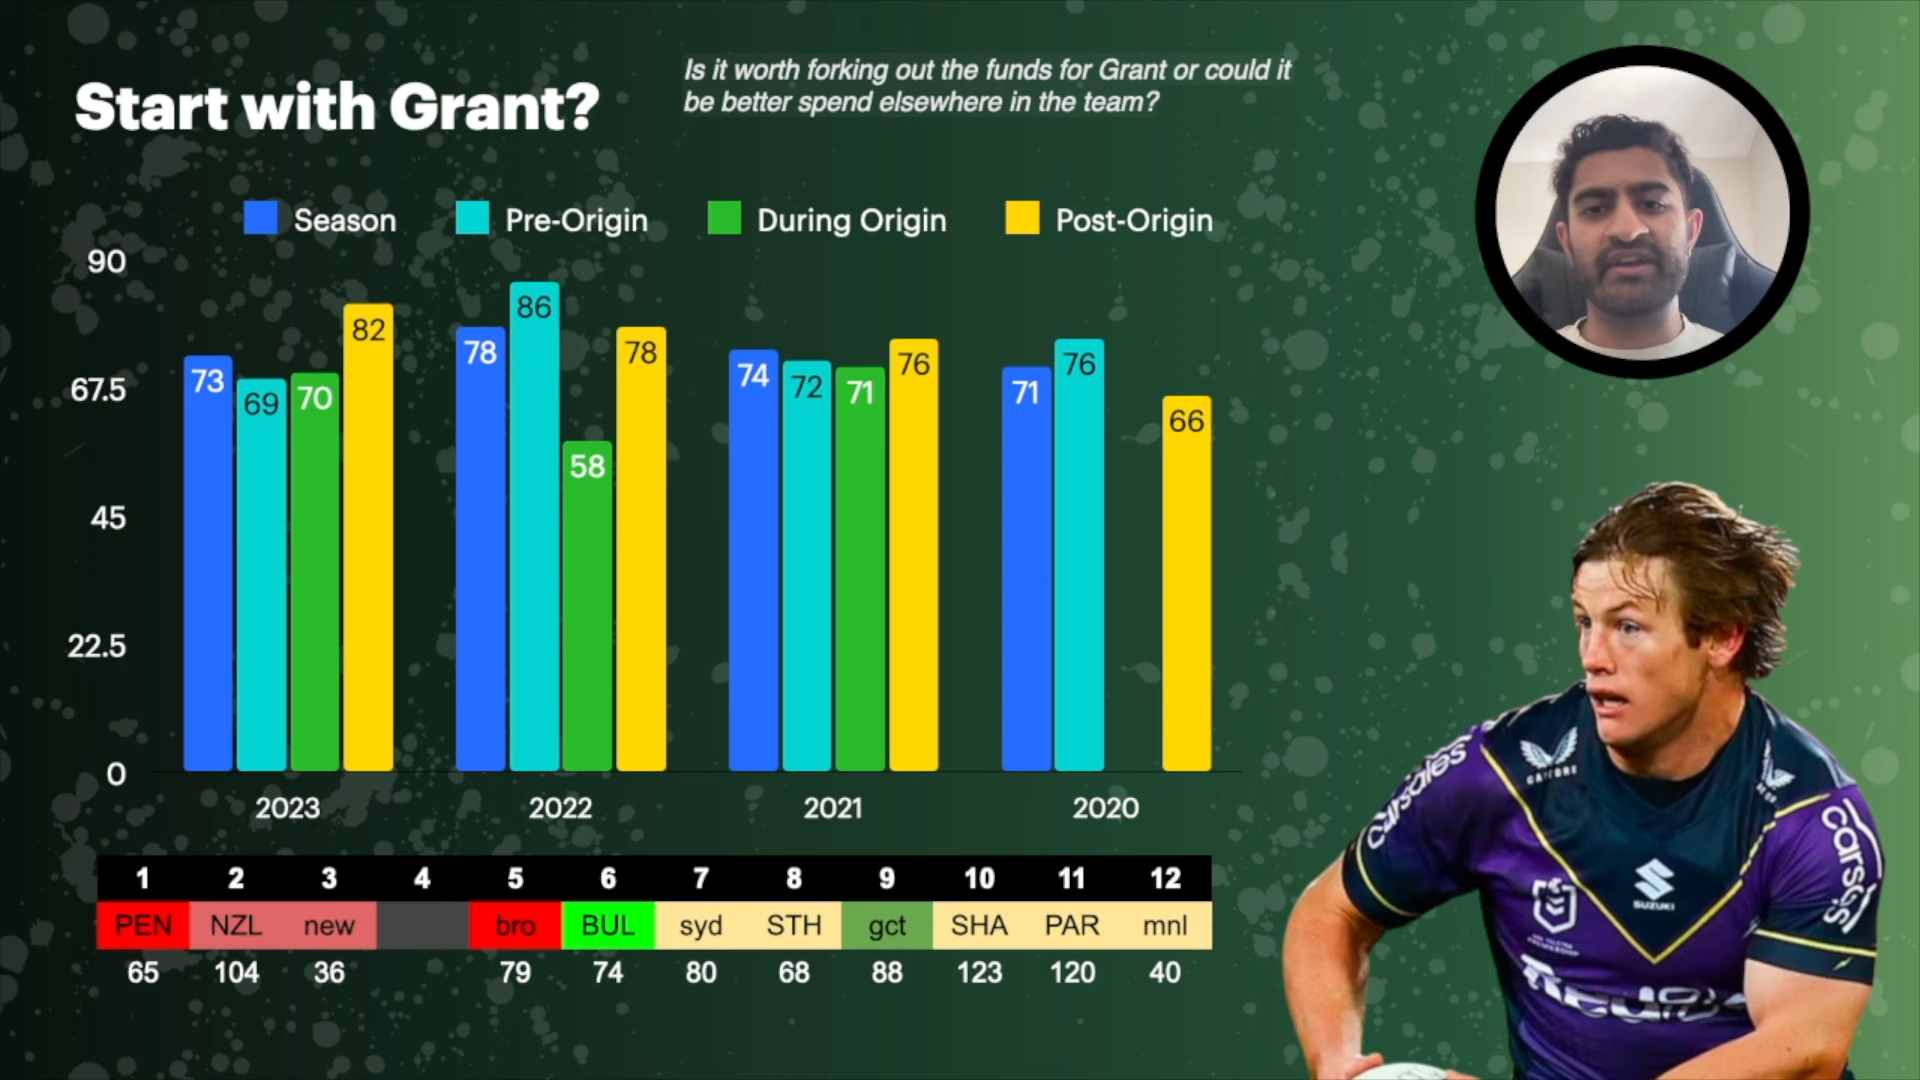 Start with Grant?
Is it worth forking out the funds for Grant or could it
be better spend elsewhere in the team?
Season Pre-Origin During Origin Post-Origin
90
67.5
45
22.5
0
73 69 70 82
78 86 58 78
74 72 71 76
71 76 66
2023 2022 2021 2020
1 2 3 4 5 6 7 8 9 10 11 12
PEN NZL new bro BUL syd STH gct SHA PAR mnl
65 104 36 79 74 80 68 88 123 120 40
carsales
carsales
SUZUKI